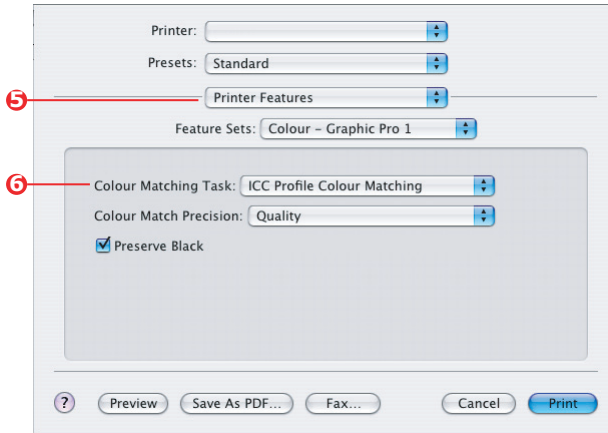 Printer:
Presets: Standard
5 Printer Features
Feature Sets: Colour – Graphic Pro 1
6 Colour Matching Task: ICC Profile Colour Matching
Colour Match Precision: Quality
Preserve Black
? Preview Save As PDF... Fax... Cancel Print